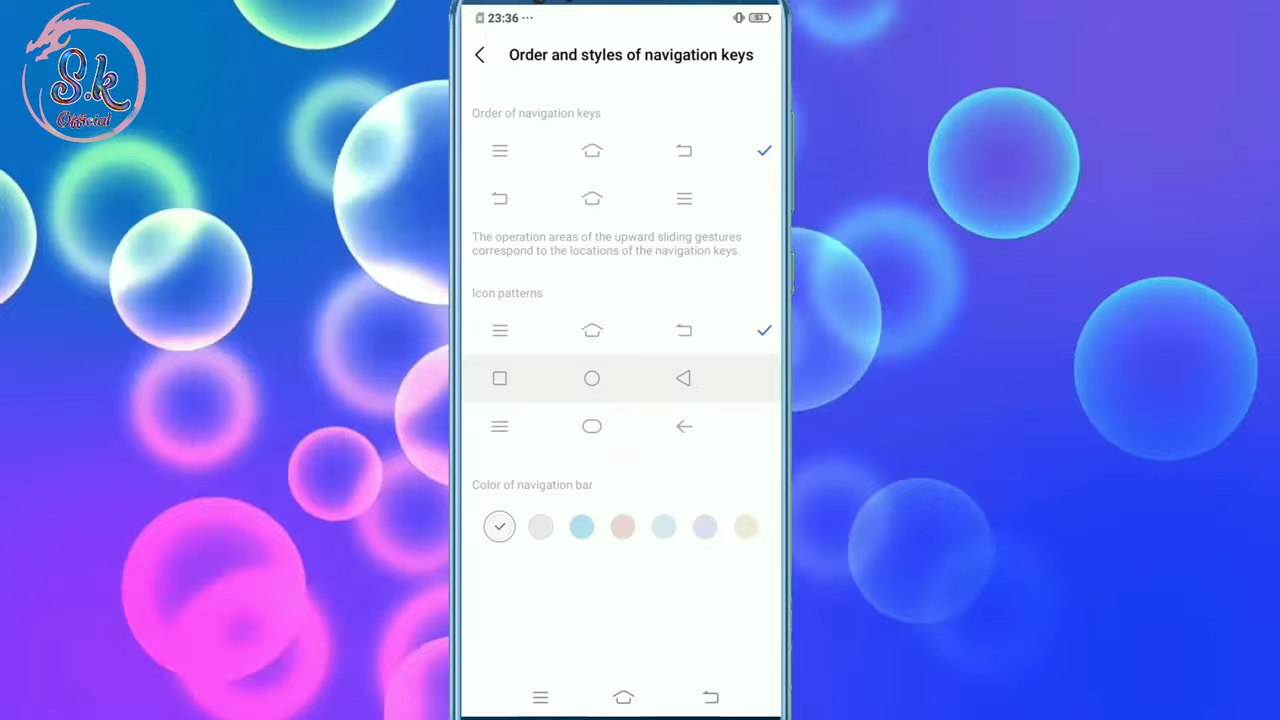 S.k
Official
23:36 ...
53
Order and styles of navigation keys
Order of navigation keys
The operation areas of the upward sliding gestures
correspond to the locations of the navigation keys.
Icon patterns
Color of navigation bar